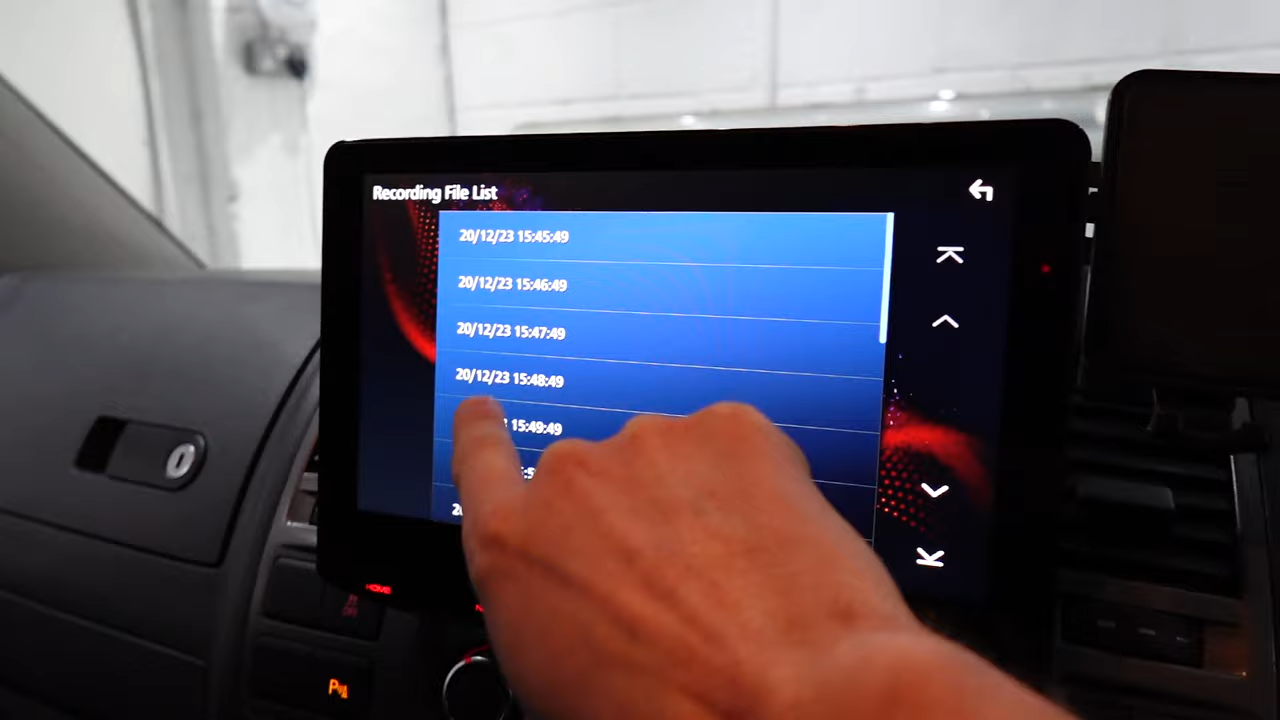 Recording File List
20/12/23 15:45:49
20/12/23 15:46:49
20/12/23 15:47:49
20/12/23 15:48:49
15:49:49
HOME